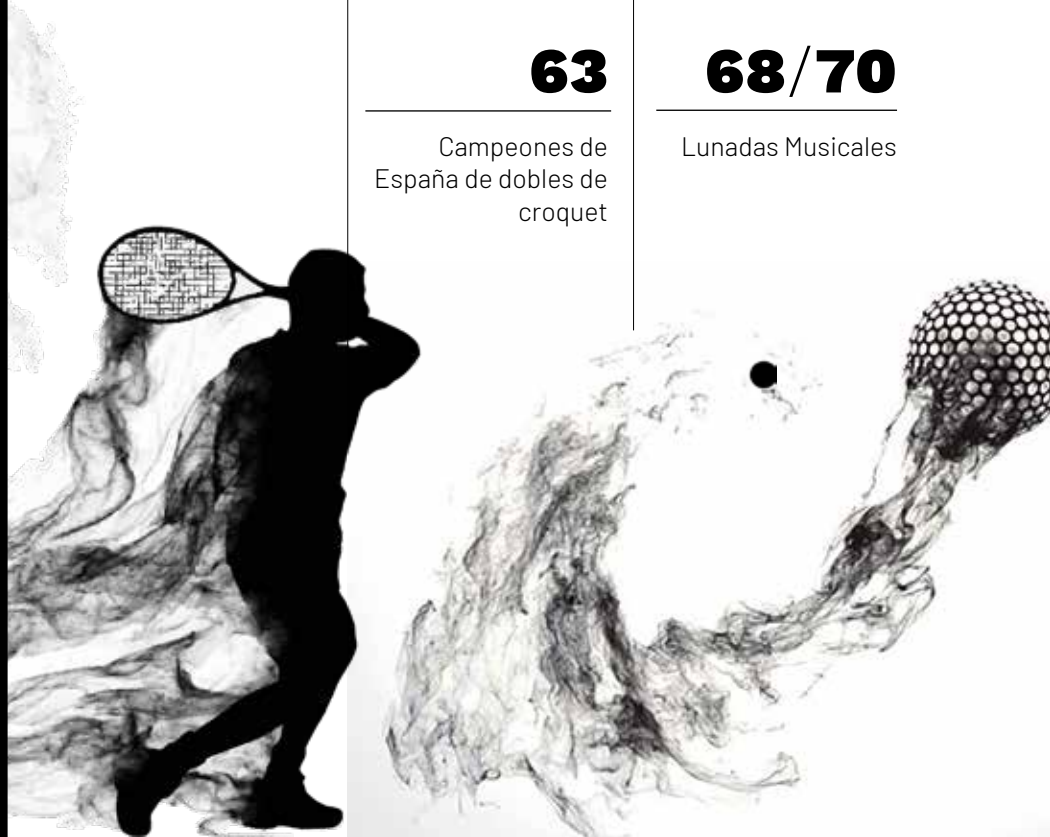 63
Campeones de
España de dobles de
croquet
68/70
Lunadas Musicales